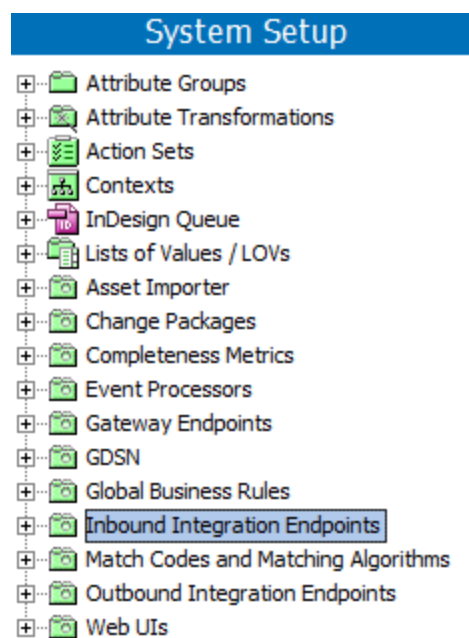 System Setup
Attribute Groups
Attribute Transformations
Action Sets
Contexts
InDesign Queue
Lists of Values / LOVs
Asset Importer
Change Packages
Completeness Metrics
Event Processors
Gateway Endpoints
GDSN
Global Business Rules
Inbound Integration Endpoints
Match Codes and Matching Algorithms
Outbound Integration Endpoints
Web UIs